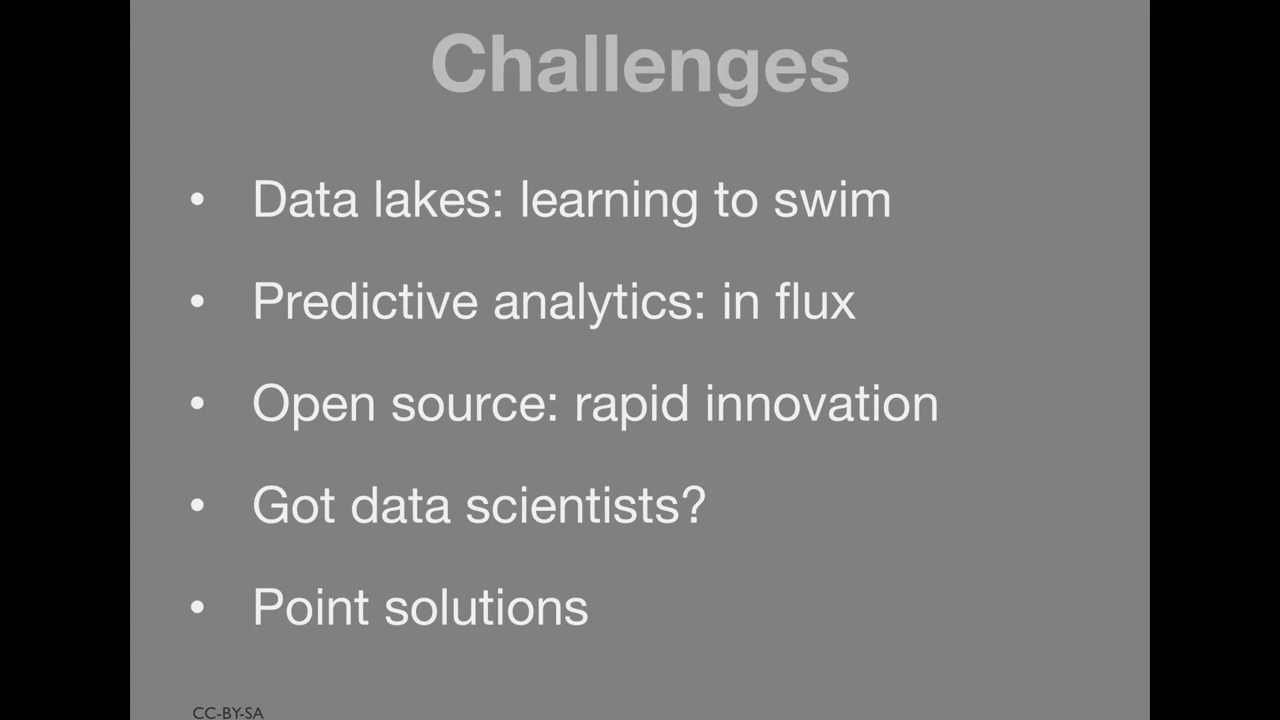 Challenges
• Data lakes: learning to swim
• Predictive analytics: in flux
• Open source: rapid innovation
• Got data scientists?
• Point solutions
CC-BY-SA